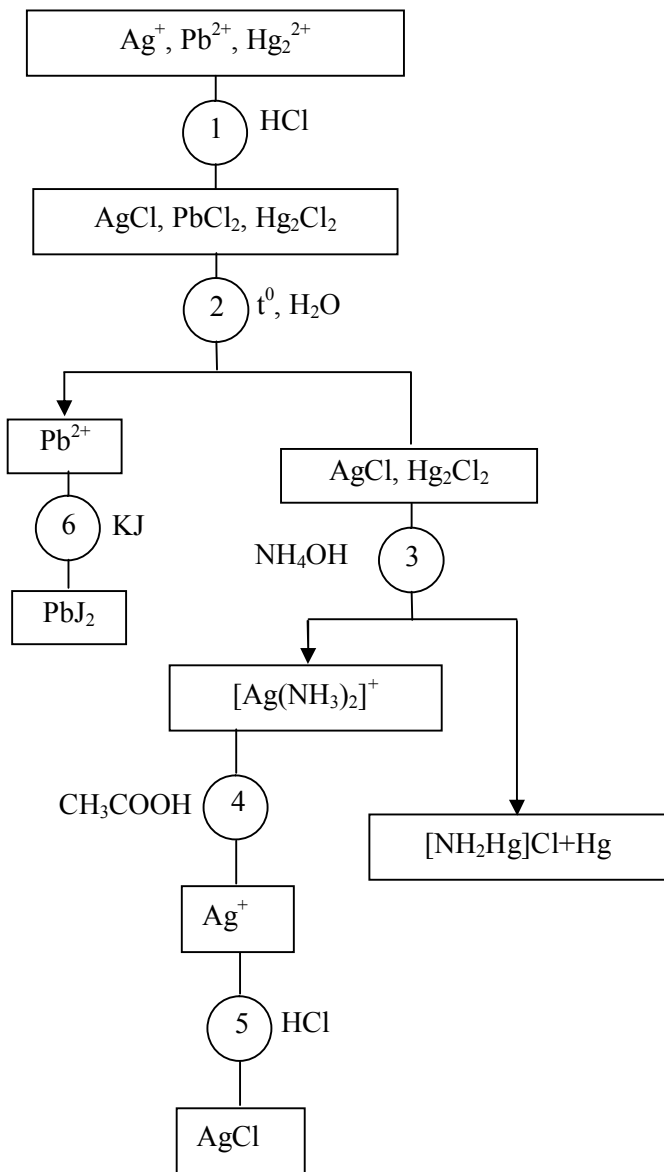 Ag⁺, Pb²⁺, Hg₂²⁺
1
HCl
AgCl, PbCl₂, Hg₂Cl₂
2
t⁰, H₂O
Pb²⁺
AgCl, Hg₂Cl₂
6
KJ
NH₄OH
3
PbJ₂
[Ag(NH₃)₂]⁺
CH₃COOH
4
[NH₂Hg]Cl+Hg
Ag⁺
5
HCl
AgCl